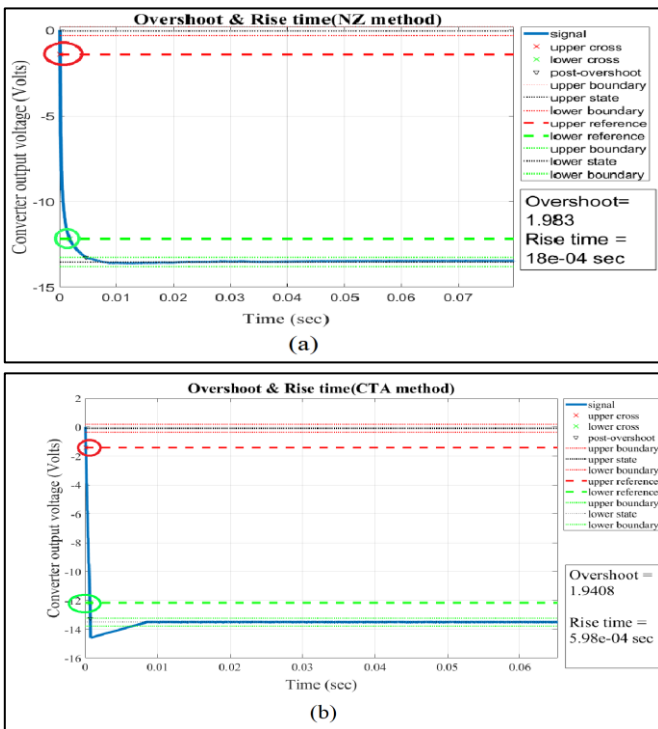 Overshoot & Rise time(NZ method)
Converter output voltage (Volts)
0
-5
-10
-15
0
0.01
0.02
0.03
0.04
0.05
0.06
0.07
Time (sec)
signal
upper cross
lower cross
post-overshoot
upper boundary
upper state
lower boundary
upper reference
lower reference
upper boundary
lower state
lower boundary
Overshoot=
1.983
Rise time =
18e-04 sec
(a)
Overshoot & Rise time(CTA method)
Converter output voltage (Volts)
2
0
-2
-4
-6
-8
-10
-12
-14
-16
0
0.01
0.02
0.03
0.04
0.05
0.06
Time (sec)
signal
upper cross
lower cross
post-overshoot
upper boundary
upper state
lower boundary
upper reference
lower reference
upper boundary
lower state
lower boundary
Overshoot =
1.9408
Rise time =
5.98e-04 sec
(b)